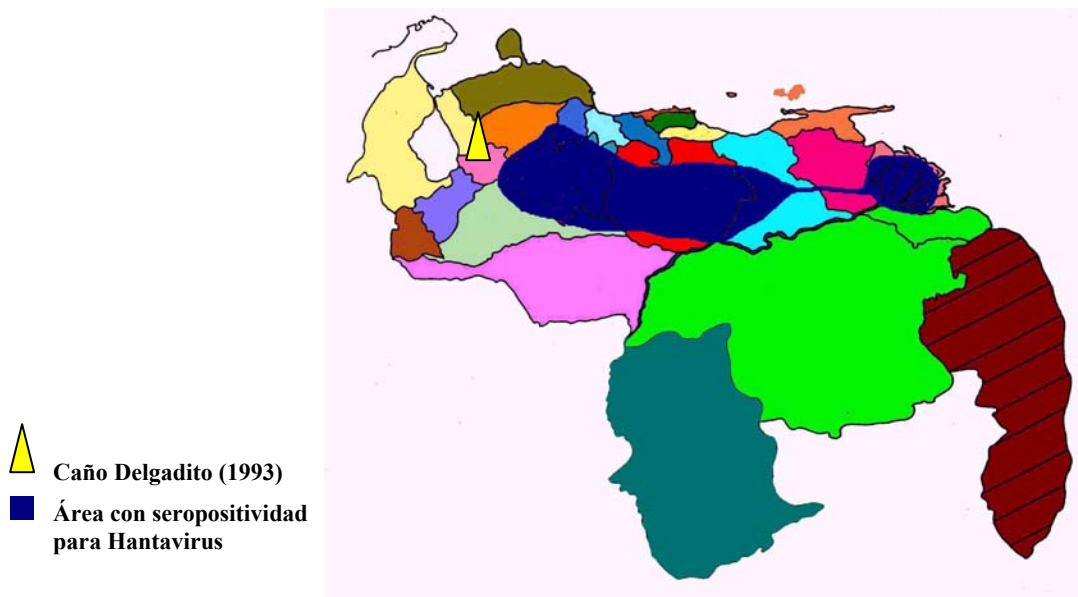 Caño Delgadito (1993)
Área con seropositividad
para Hantavirus